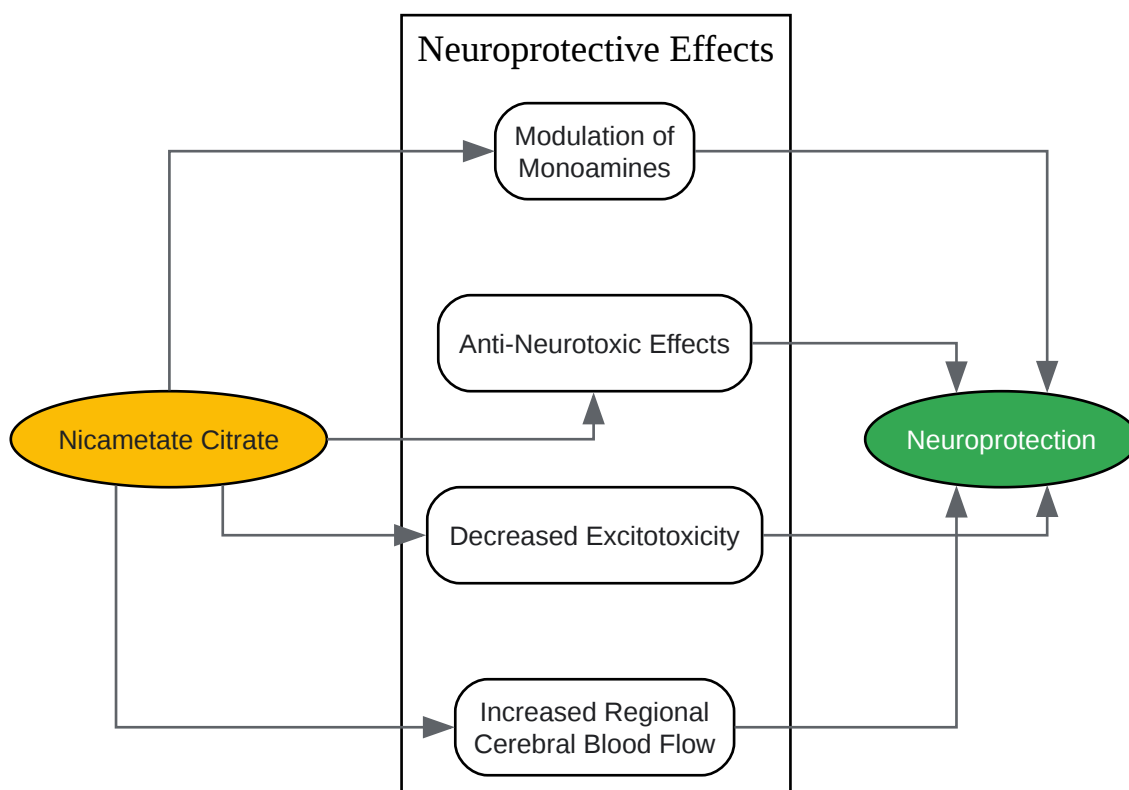 Neuroprotective Effects
Modulation of
Monoamines
Anti-Neurotoxic Effects
Nicametate Citrate
Neuroprotection
Decreased Excitotoxicity
Increased Regional
Cerebral Blood Flow